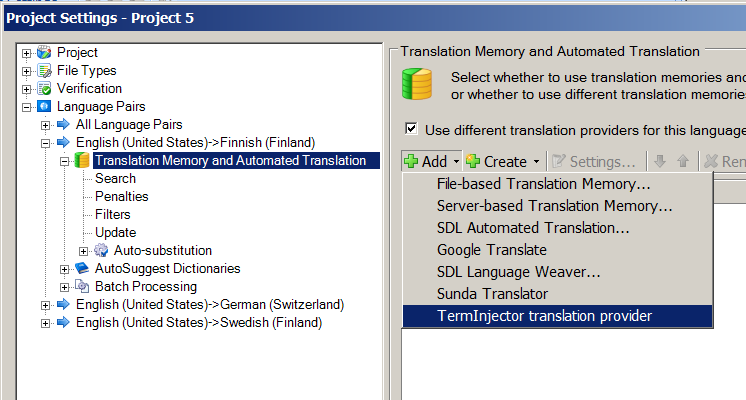 Project Settings - Project 5
Project
File Types
Verification
Language Pairs
All Language Pairs
English (United States)->Finnish (Finland)
Translation Memory and Automated Translation
Search
Penalties
Filters
Update
Auto-substitution
AutoSuggest Dictionaries
Batch Processing
English (United States)->German (Switzerland)
English (United States)->Swedish (Finland)
Translation Memory and Automated Translation
Select whether to use translation memories and
or whether to use different translation memories
Use different translation providers for this language
Add Create Settings... Ren
File-based Translation Memory...
Server-based Translation Memory...
SDL Automated Translation...
Google Translate
SDL Language Weaver...
Sunda Translator
TermInjector translation provider